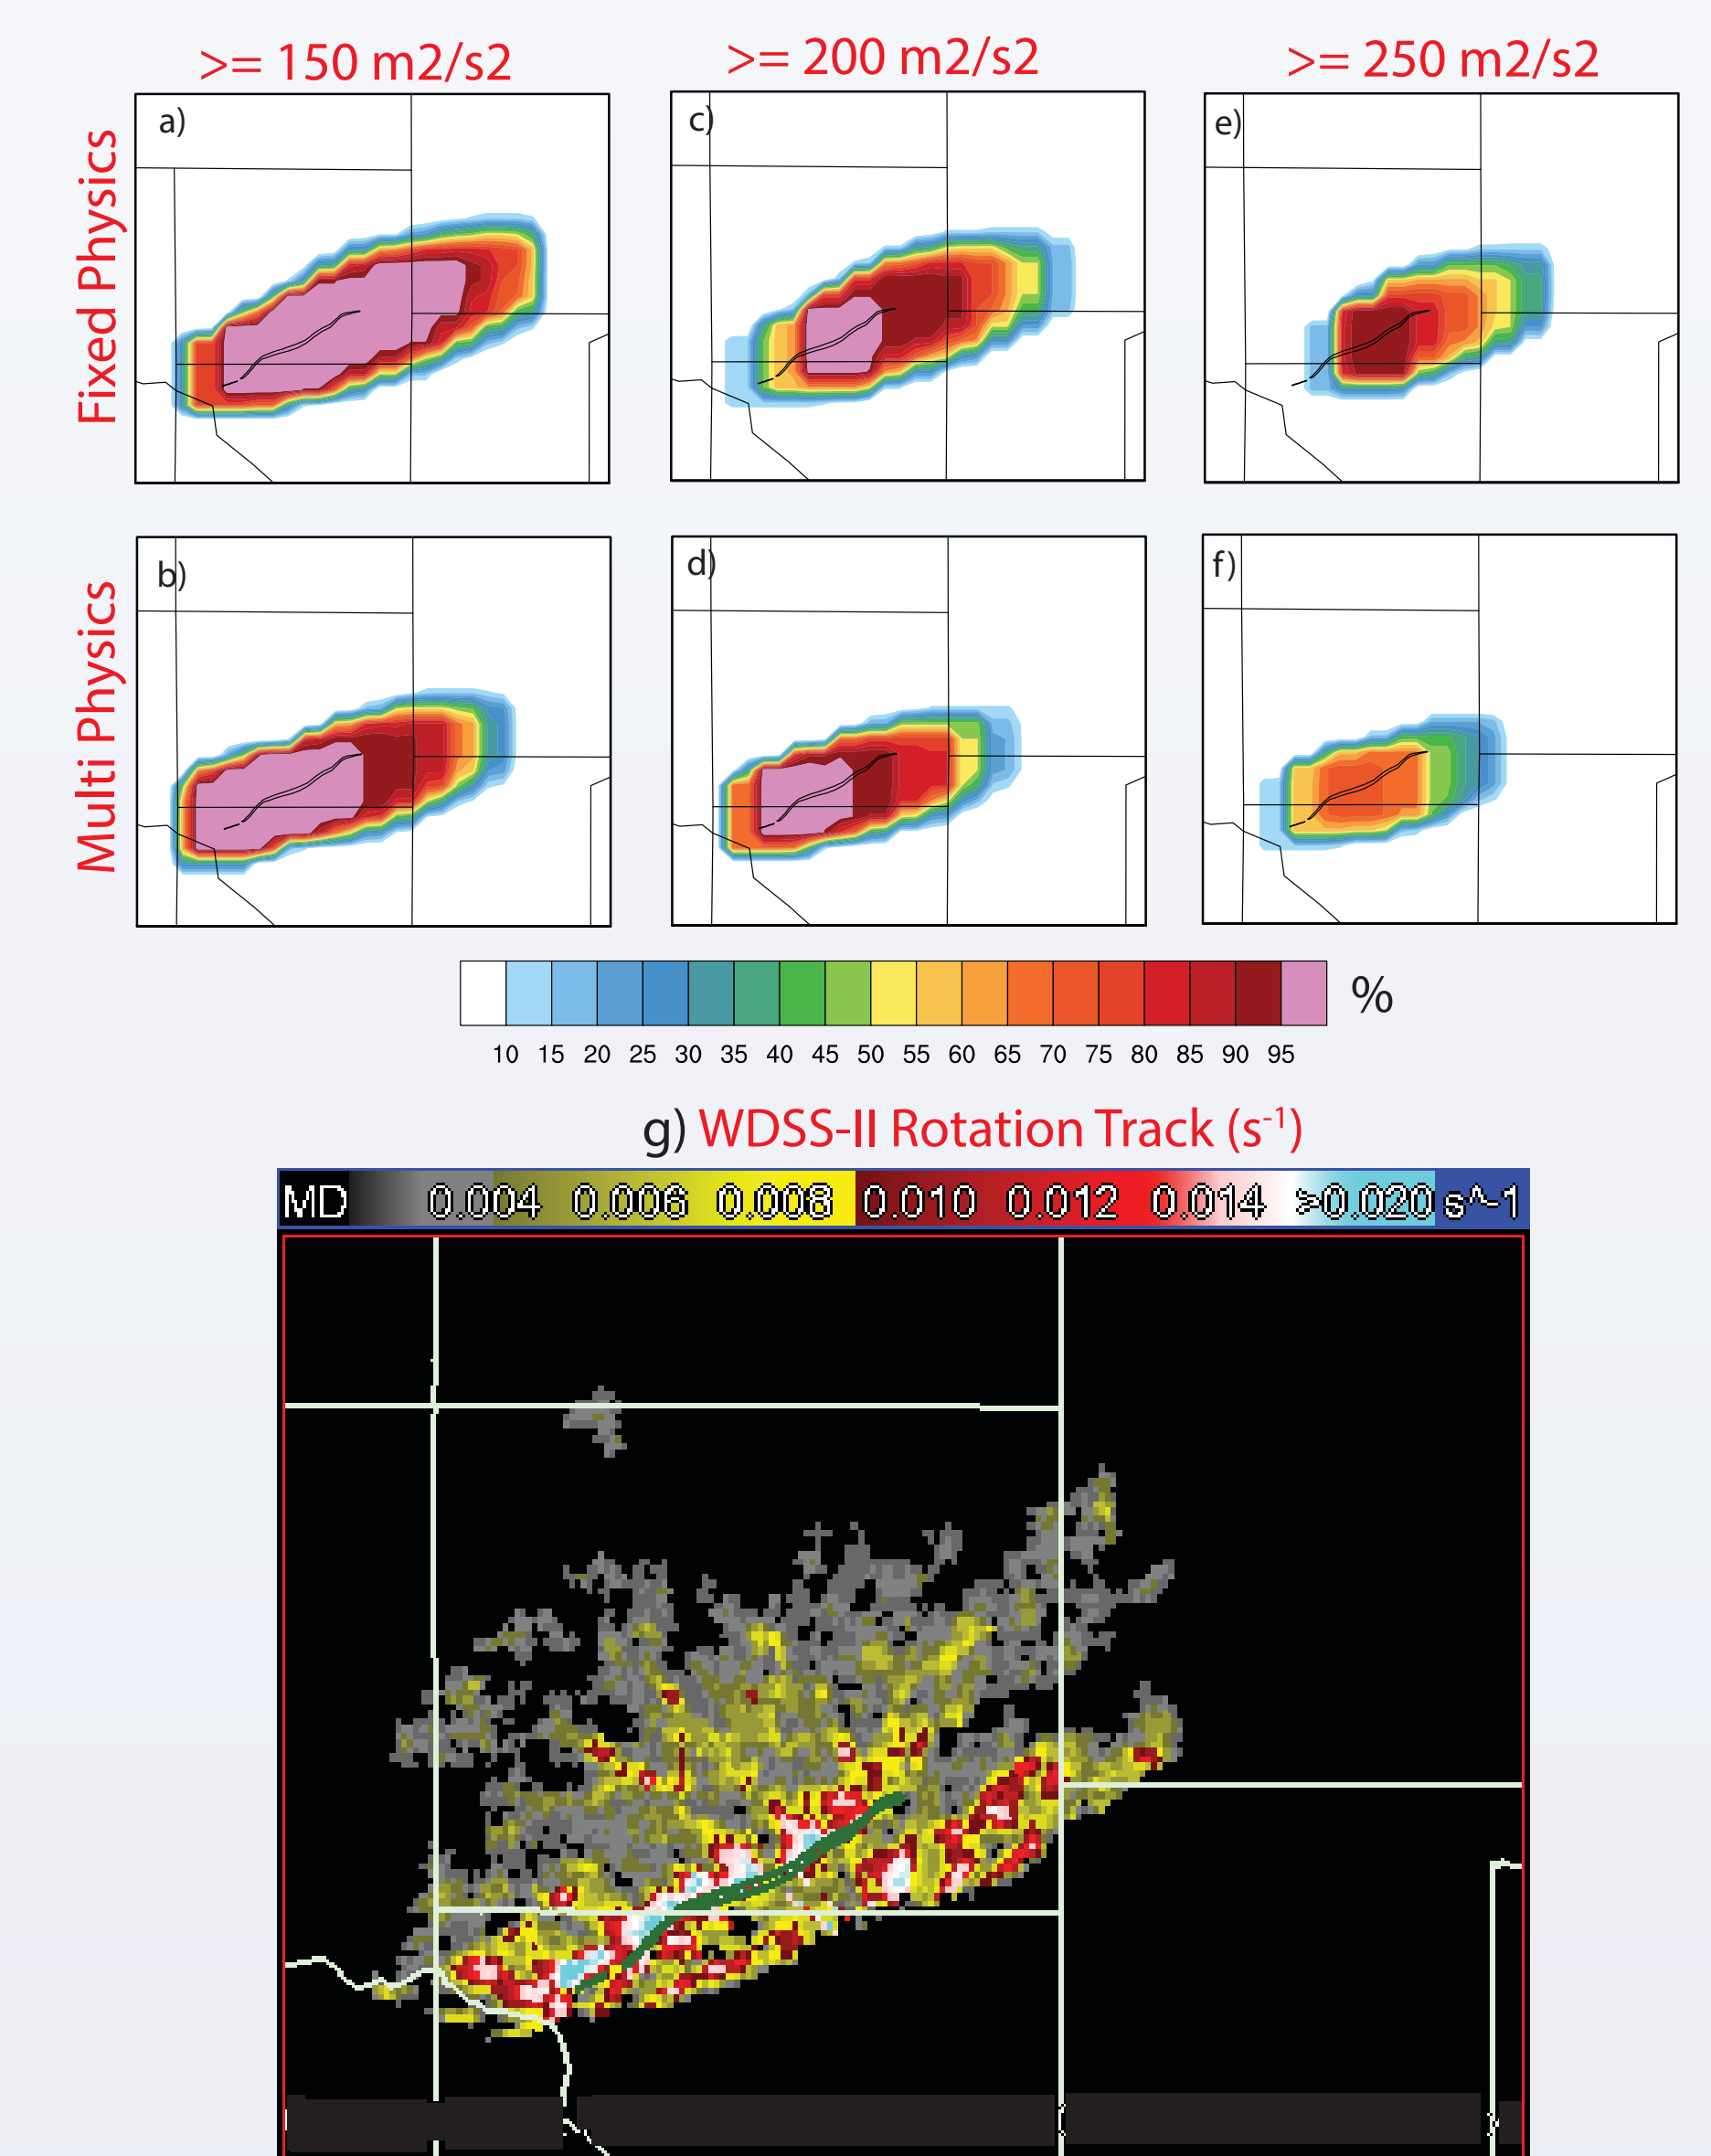 >= 150 m2/s2
>= 200 m2/s2
>= 250 m2/s2
Fixed Physics
a)
c)
e)
Multi Physics
b)
d)
f)
%
10 15 20 25 30 35 40 45 50 55 60 65 70 75 80 85 90 95
g) WDSS-II Rotation Track (s-1)
MD 0.004 0.006 0.008 0.010 0.012 0.014 >0.020 s^-1